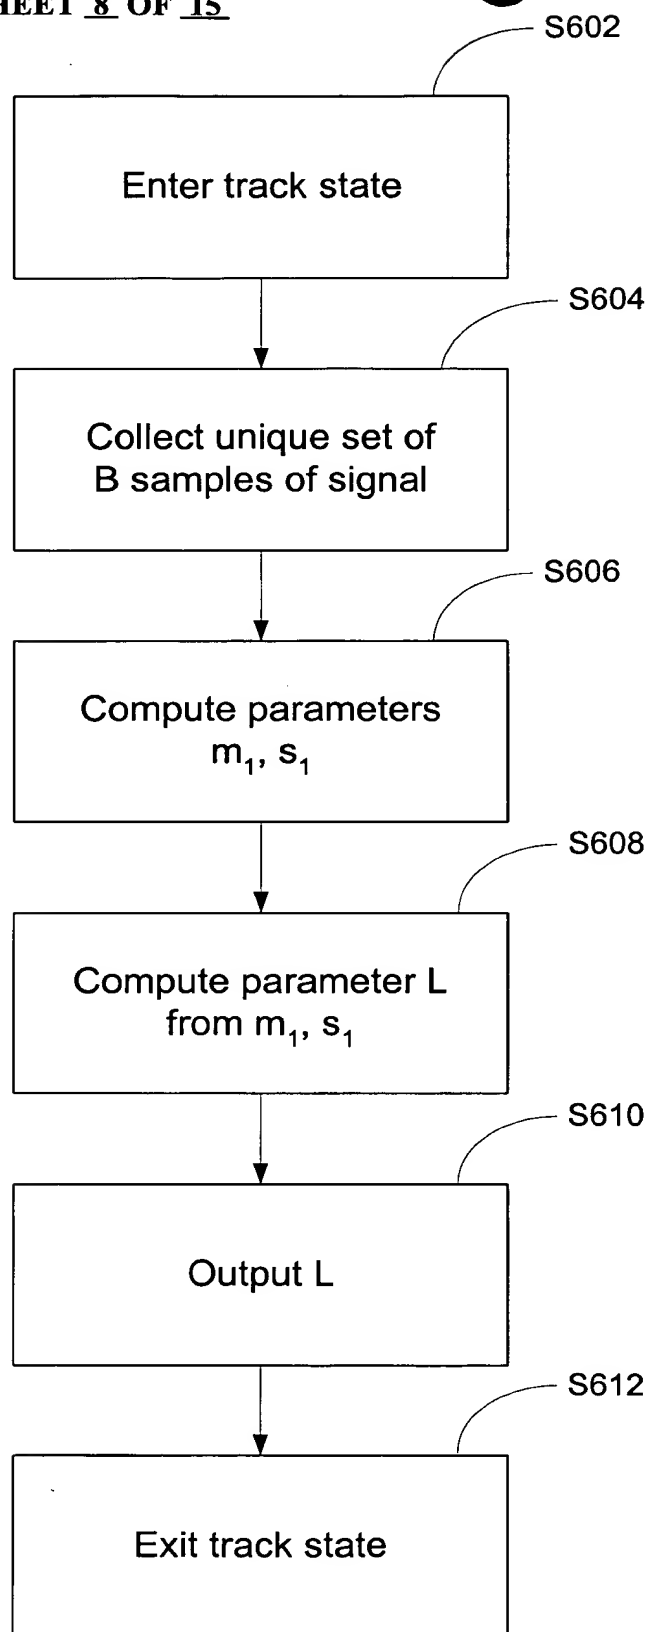 SHEET 8 OF 15
S602
Enter track state
S604
Collect unique set of
B samples of signal
S606
Compute parameters
m₁, s₁
S608
Compute parameter L
from m₁, s₁
S610
Output L
S612
Exit track state